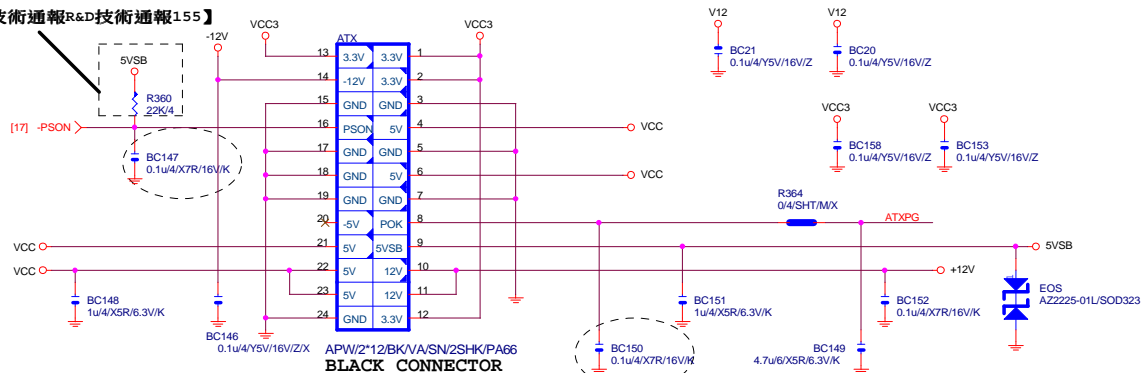 技術通報R&D技術通報155】
-12V
VCC3
VCC3
V12
V12
BC21
0.1u/4/Y5V/16V/Z
BC20
0.1u/4/Y5V/16V/Z
5VSB
R360
22K/4
[17] -PSON
BC147
0.1u/4/X7R/16V/K
ATX
13 3.3V 3.3V 1
14 -12V 3.3V 2
15 GND GND 3
16 PSON 5V 4
17 GND GND 5
18 GND 5V 6
19 GND GND 7
20 -5V POK 8
21 5V 5VSB 9
22 5V 12V 10
23 5V 12V 11
24 GND 3.3V 12
VCC
VCC
VCC3
VCC3
BC158
0.1u/4/Y5V/16V/Z
BC153
0.1u/4/Y5V/16V/Z
R364
0/4/SHT/M/X
ATXPG
VCC
VCC
5VSB
+12V
BC148
1u/4/X5R/6.3V/K
BC146
0.1u/4/Y5V/16V/Z/X
BC151
1u/4/X5R/6.3V/K
BC152
0.1u/4/X7R/16V/K
EOS
AZ2225-01L/SOD323
APW/2*12/BK/VA/SN/2SHK/PA66
BLACK CONNECTOR
BC150
0.1u/4/X7R/16V/K
BC149
4.7u/6/X5R/6.3V/K